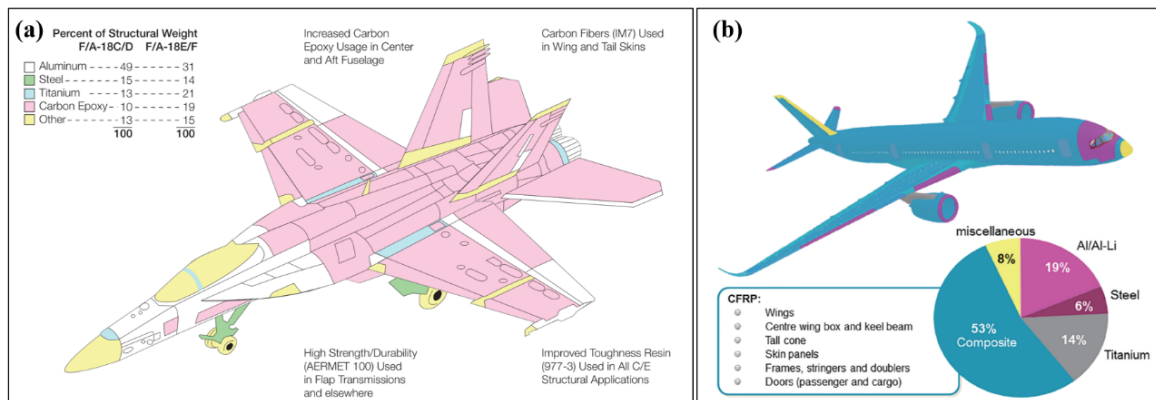 (a)
Percent of Structural Weight
F/A-18C/D F/A-18E/F
Aluminum 49 31
Steel 15 14
Titanium 13 21
Carbon Epoxy 10 19
Other 13 15
100 100
Increased Carbon
Epoxy Usage in Center
and Aft Fuselage
Carbon Fibers (IM7) Used
in Wing and Tail Skins
High Strength/Durability
(AERMET 100) Used
in Flap Transmissions
and elsewhere
Improved Toughness Resin
(977-3) Used in All C/E
Structural Applications
(b)
miscellaneous
8%
Al/Al-Li
19%
Steel
6%
14%
Titanium
53%
Composite
CFRP:
Wings
Centre wing box and keel beam
Tall cone
Skin panels
Frames, stringers and doublers
Doors (passenger and cargo)